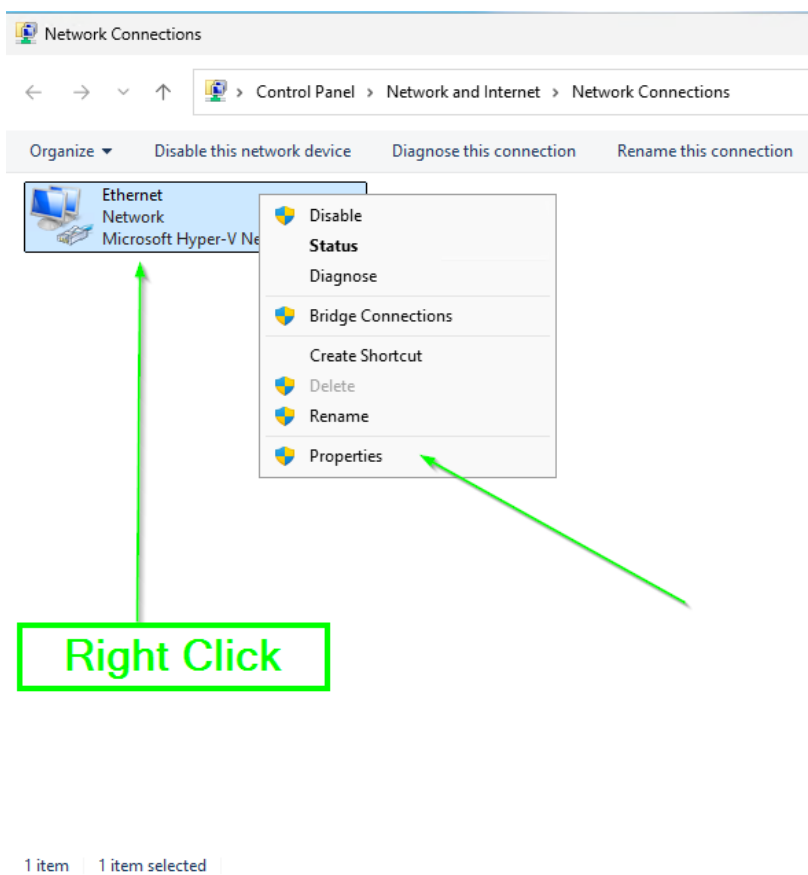 Network Connections
Control Panel > Network and Internet > Network Connections
Organize Disable this network device Diagnose this connection Rename this connection
Ethernet
Network
Microsoft Hyper-V Ne
Disable
Status
Diagnose
Bridge Connections
Create Shortcut
Delete
Rename
Properties
Right Click
1 item 1 item selected